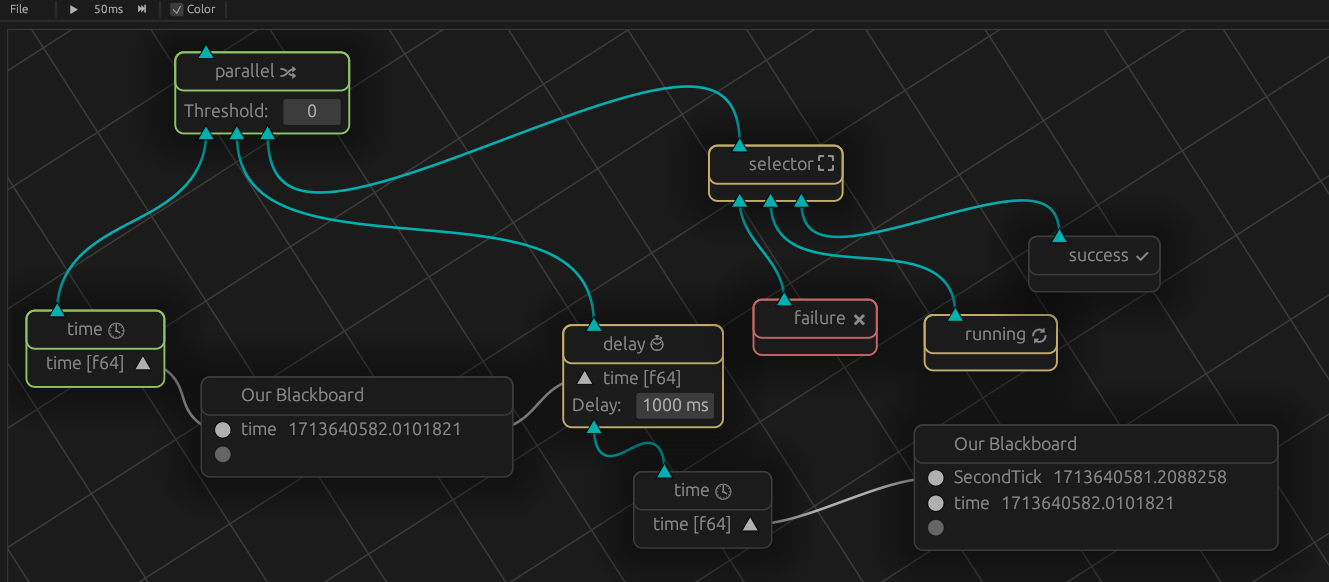 File 50ms Color
parallel
Threshold: 0
selector
success
failure
running
time
time [f64]
delay
time [f64]
Delay: 1000 ms
Our Blackboard
time 1713640582.0101821
time
time [f64]
Our Blackboard
SecondTick 1713640581.2088258
time 1713640582.0101821